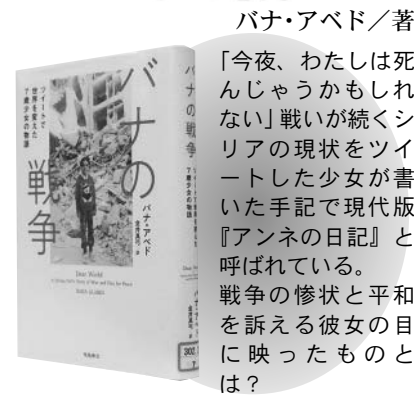 バナ・アベド／著
「今夜、わたしは死
んじゃうかもしれ
ない」戦いが続くシ
リアの現状をツイ
ートした少女が書
いた手記で現代版
『アンネの日記』と
呼ばれている。
戦争の惨状と平和
を訴える彼女の目
に映ったものと
は？
バナの戦争
ツイートで
世界を変えた
7歳少女の物語
バナ・アベド
Dear World
バナの戦争